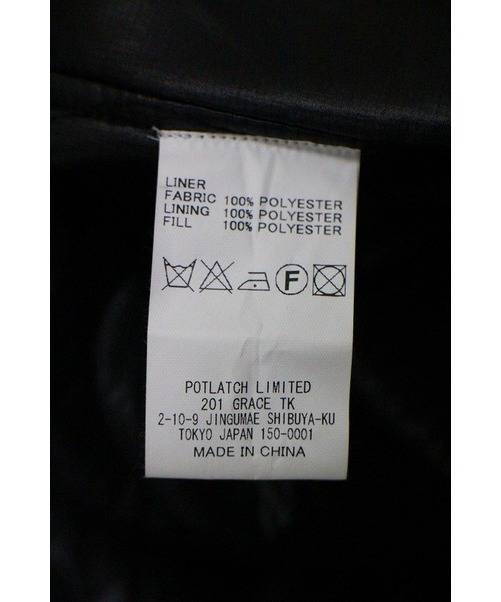 LINER
FABRIC 100% POLYESTER
LINING 100% POLYESTER
FILL 100% POLYESTER
F
POTLATCH LIMITED
201 GRACE TK
2-10-9 JINGUMAE SHIBUYA-KU
TOKYO JAPAN 150-0001
MADE IN CHINA